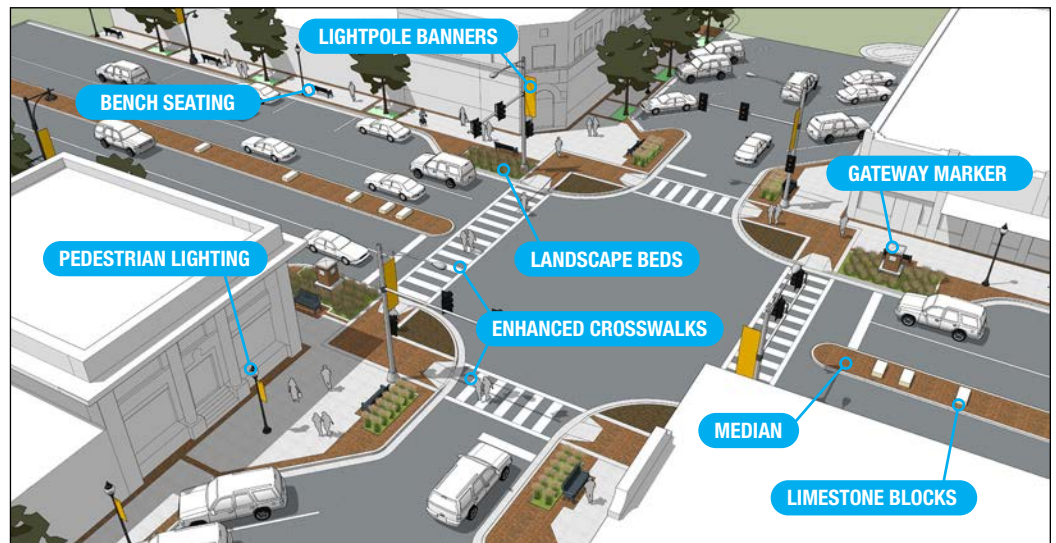 LIGHTPOLE BANNERS
BENCH SEATING
GATEWAY MARKER
PEDESTRIAN LIGHTING
LANDSCAPE BEDS
ENHANCED CROSSWALKS
MEDIAN
LIMESTONE BLOCKS